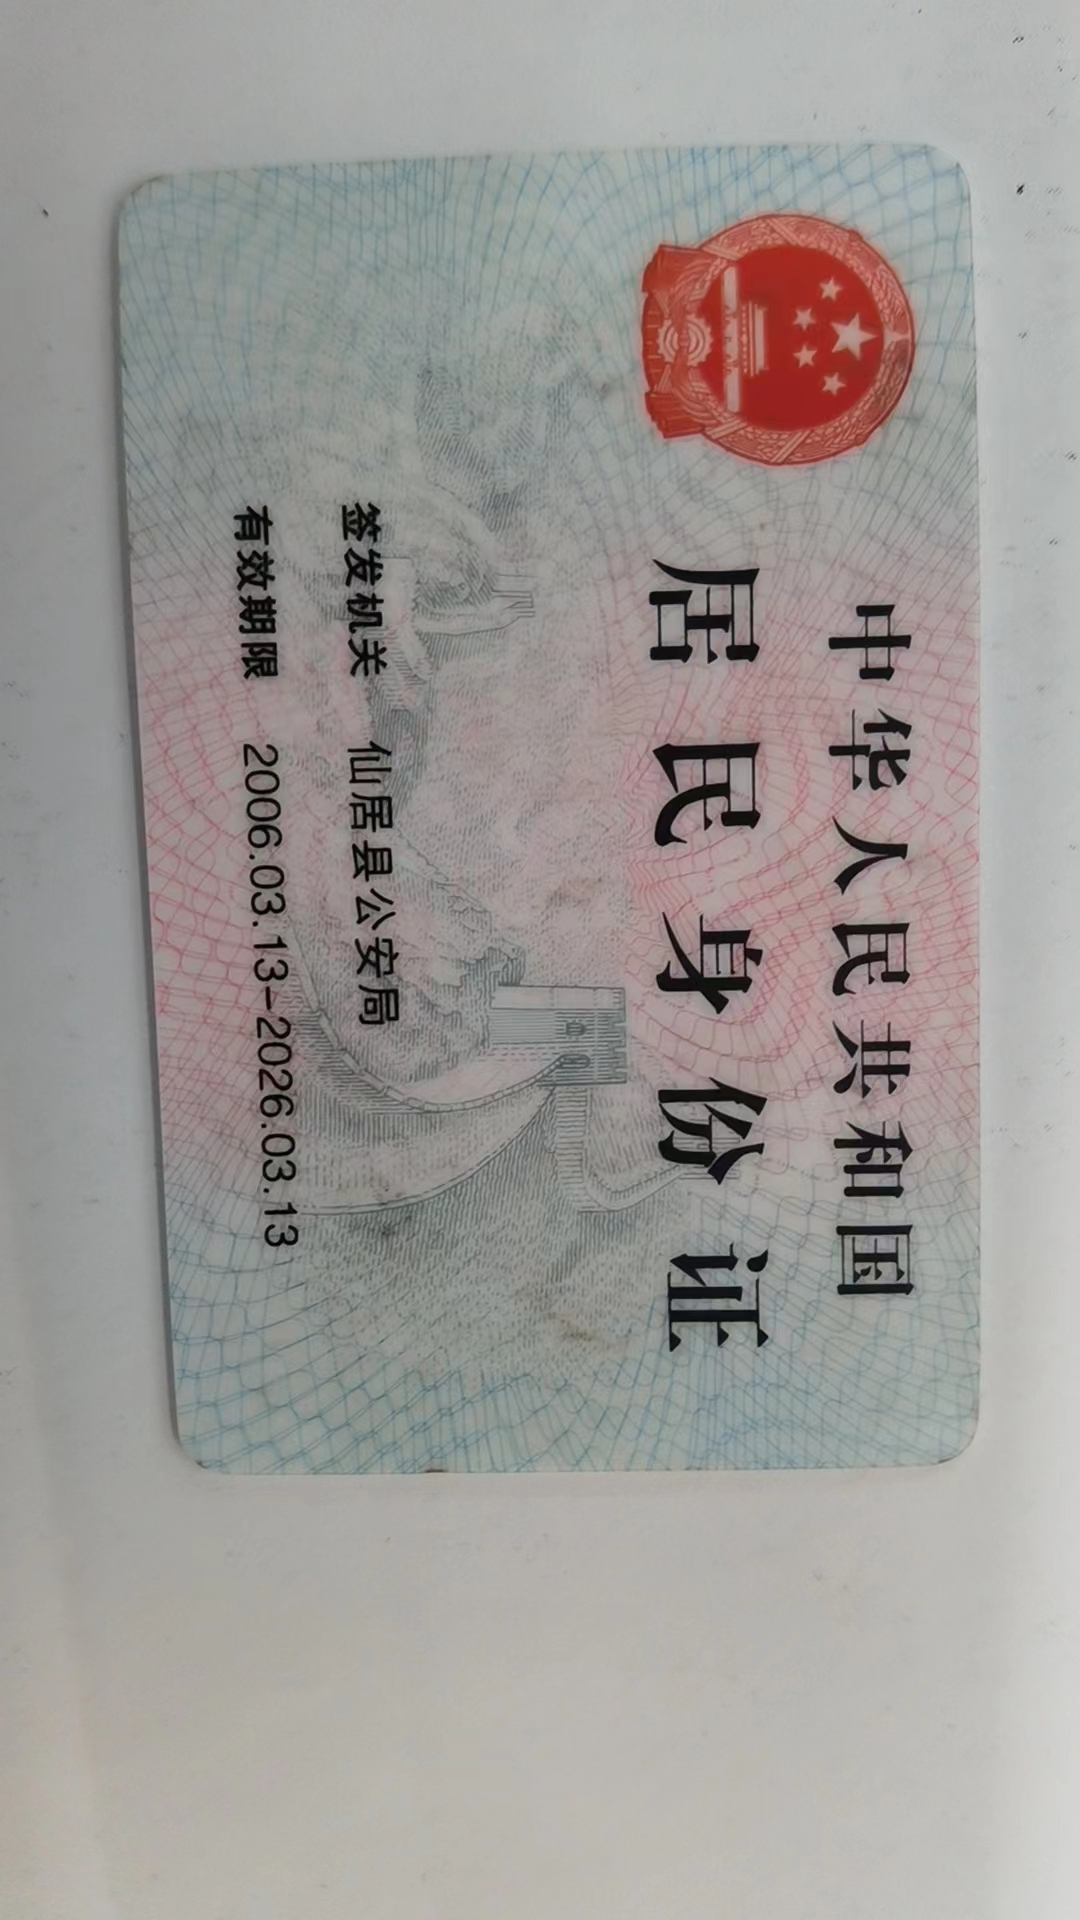 中华人民共和国
居民身份证
签发机关 仙居县公安局
有效期限 2006.03.13-2026.03.13